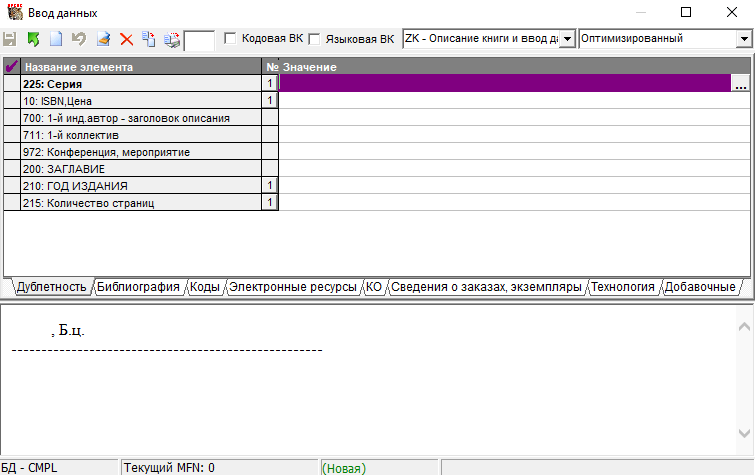 Ввод данных
Кодовая ВК Языковая ВК ZK - Описание книги и ввод да Оптимизированный
Название элемента № Значение
225: Серия 1 ...
10: ISBN,Цена 1
700: 1-й инд.автор - заголовок описания
711: 1-й коллектив
972: Конференция, мероприятие
200: ЗАГЛАВИЕ
210: ГОД ИЗДАНИЯ 1
215: Количество страниц 1
Дублетность Библиография Коды Электронные ресурсы КО Сведения о заказах, экземпляры Технология Добавочные
, Б.ц.
----------------------------------------------------
БД - CMPL Текущий MFN: 0 (Новая)